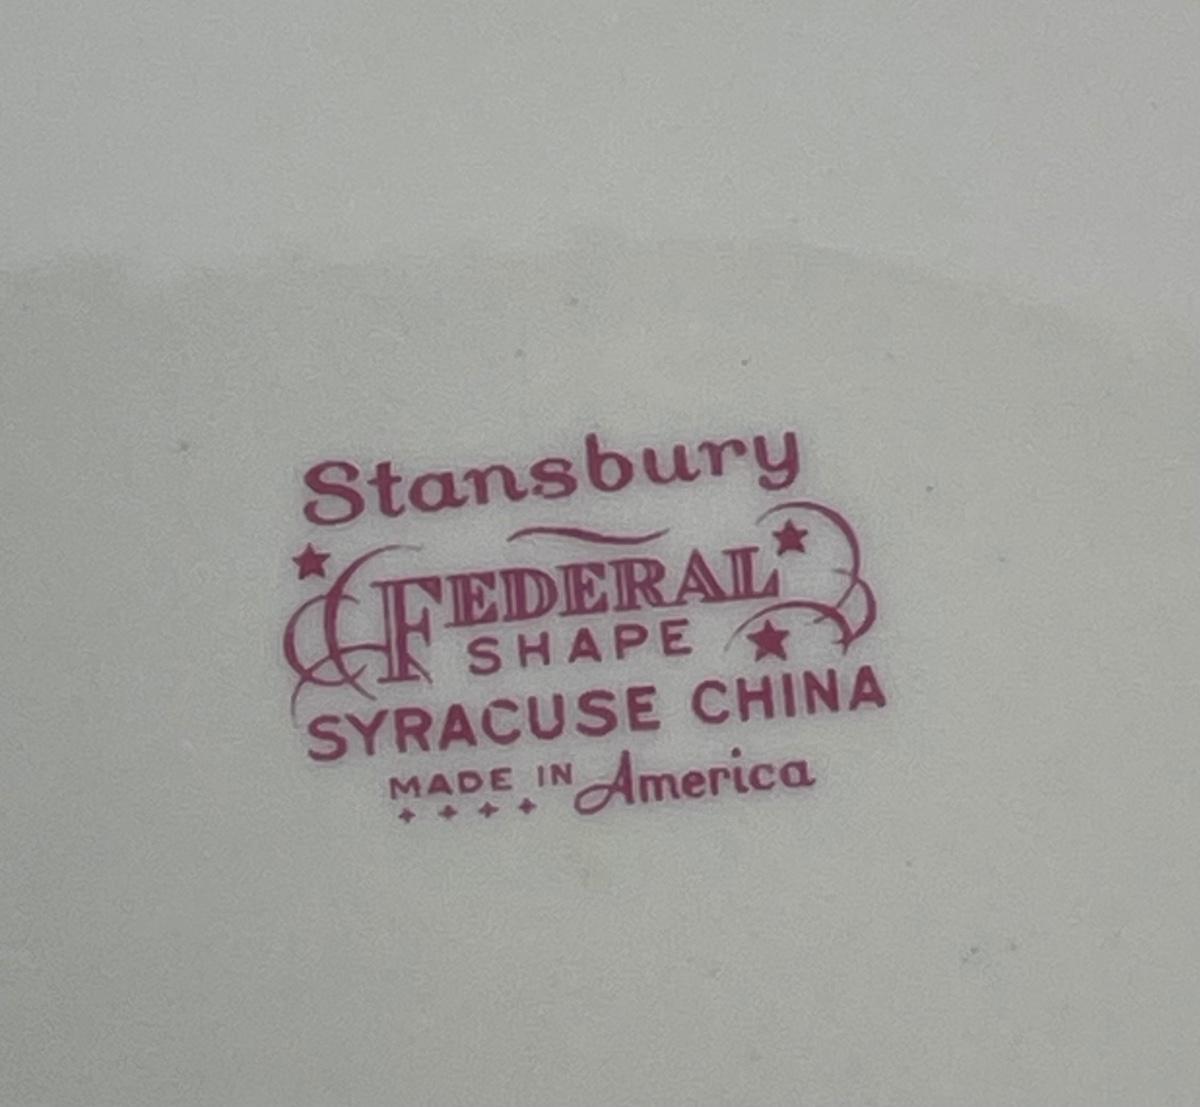 Stansbury
FEDERAL
SHAPE
SYRACUSE CHINA
MADE IN America